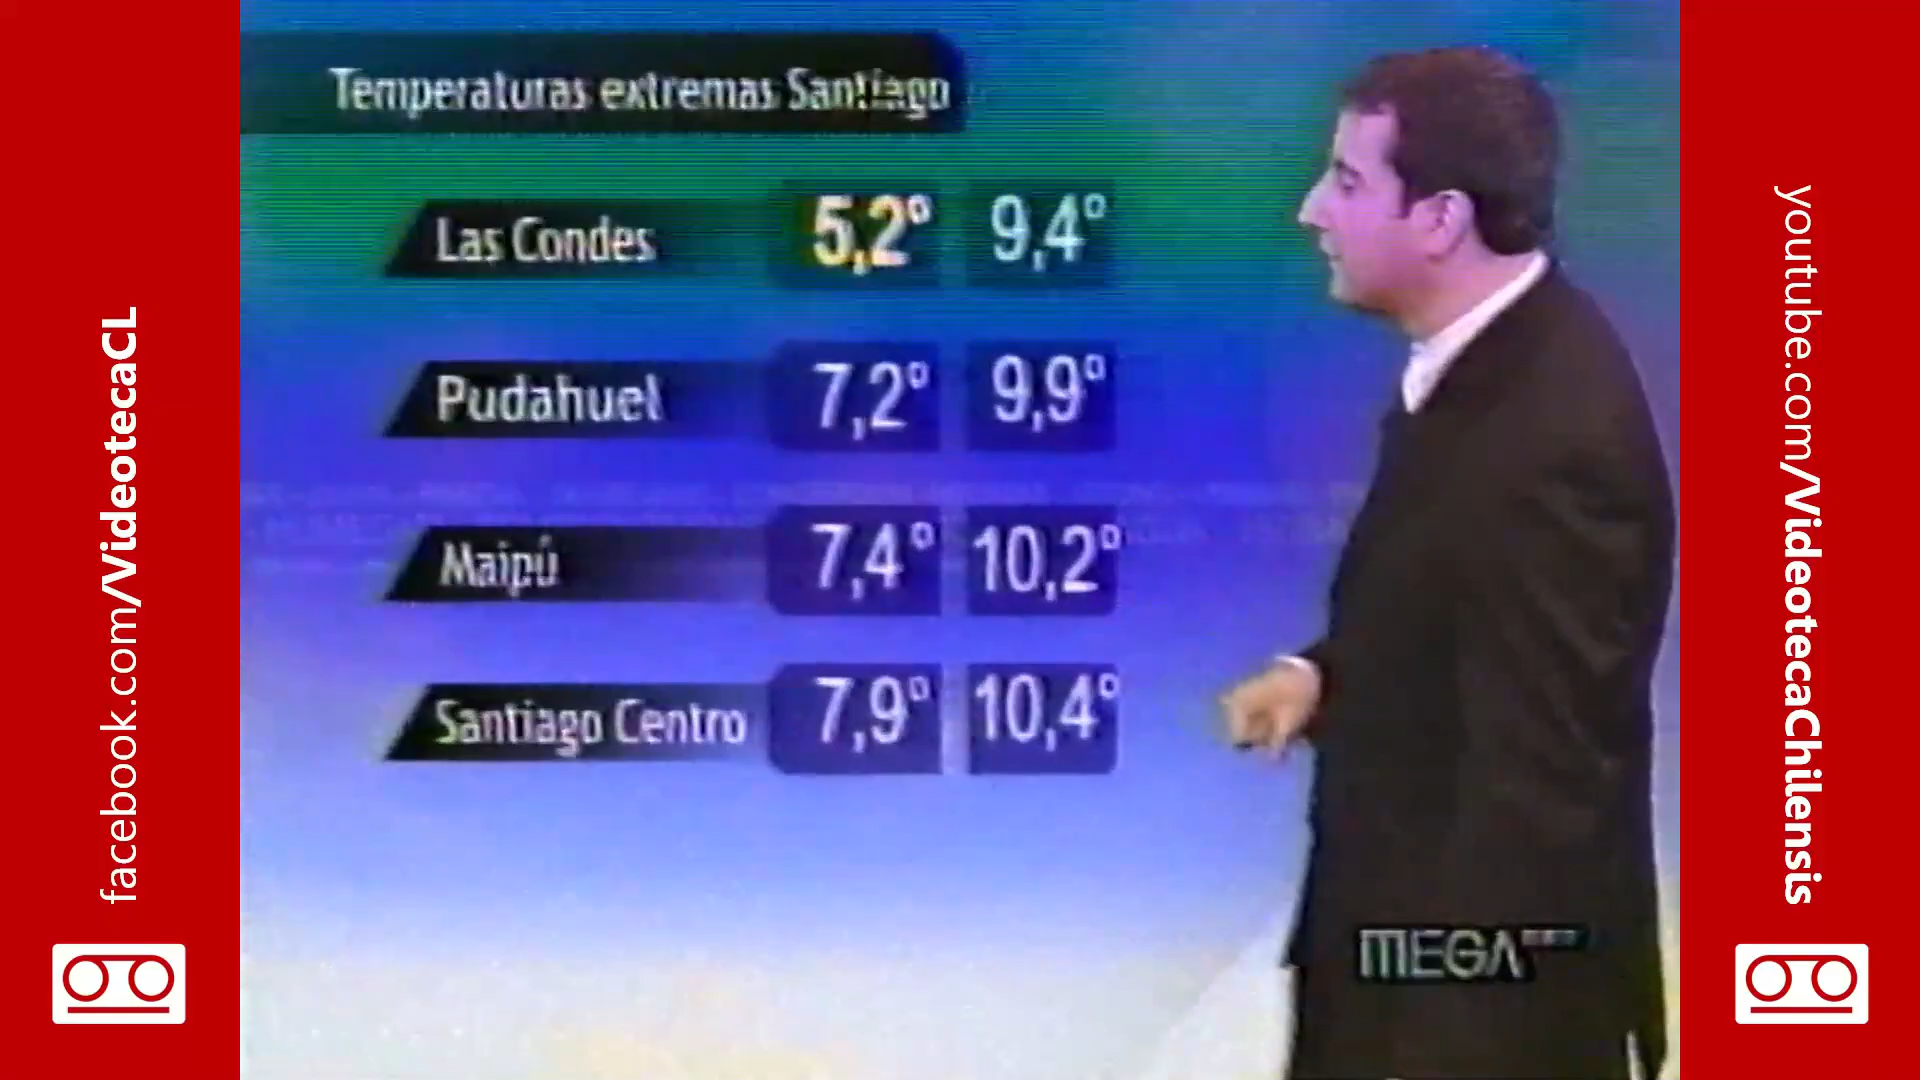 Temperaturas extremas Santiago
Las Condes 5,2° 9,4°
Pudahuel 7,2° 9,9°
Maipú 7,4° 10,2°
Santiago Centro 7,9° 10,4°
MEGA
facebook.com/VideotecaCL
youtube.com/VideotecaChilensis